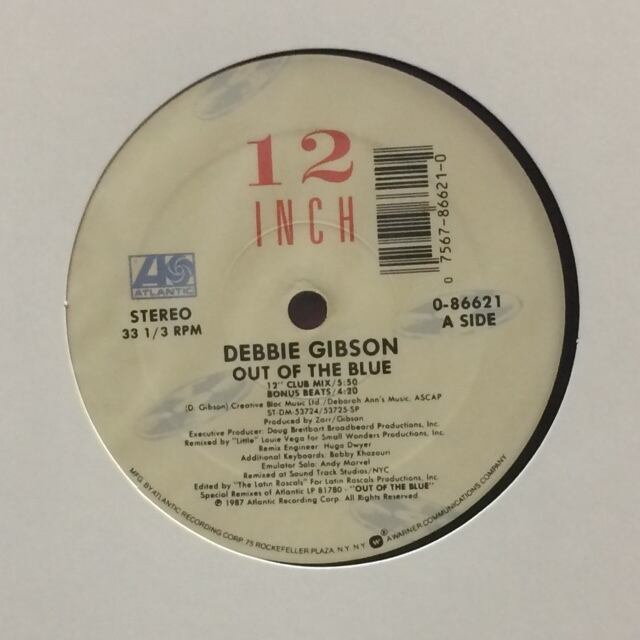 12
INCH
0 7567-86621-0
ATLANTIC
STEREO
33 1/3 RPM
0-86621
A SIDE
DEBBIE GIBSON
OUT OF THE BLUE
12" CLUB MIX/5:50
BONUS BEATS/4:20
(D. Gibson) Creative Bloc Music Ltd./Deborah Ann's Music, ASCAP
ST-DM-53724/53725-SP
Produced by Zarr/Gibson
Executive Producer: Doug Breitbart Broadbeard Productions, Inc.
Remixed by "Little" Louie Vega for Small Wonders Productions, Inc.
Remix Engineer: Hugo Dwyer
Additional Keyboards: Bobby Khozouri
Emulator Solo: Andy Marvel
Remixed at Sound Track Studios/NYC
Edited by "The Latin Rascals" For Latin Rascals Productions, Inc.
Special Remixes of Atlantic LP 81780 - "OUT OF THE BLUE"
℗ 1987 Atlantic Recording Corp. All Rights Reserved.
MFG. BY ATLANTIC RECORDING CORP. 75 ROCKEFELLER PLAZA, N.Y. N.Y. W ® A WARNER COMMUNICATIONS COMPANY